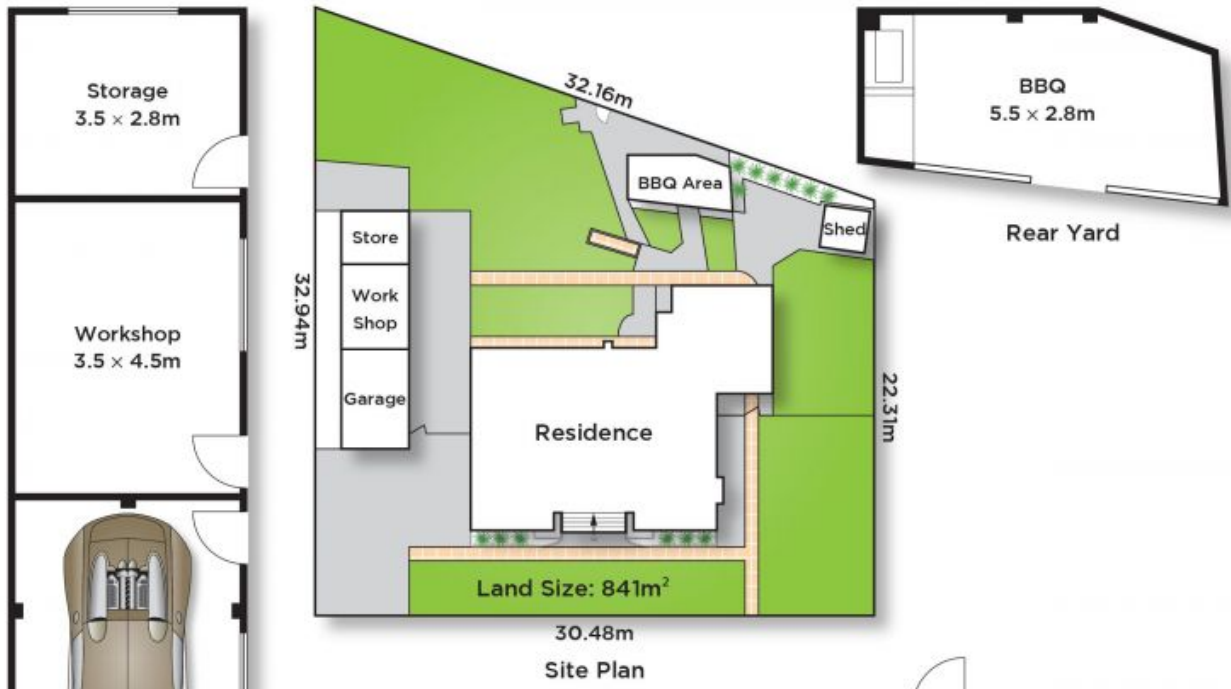 Storage
3.5 × 2.8m
Workshop
3.5 × 4.5m
32.16m
BBQ Area
Shed
Store
Work
Shop
Garage
32.94m
22.31m
Residence
Land Size: 841m²
30.48m
Site Plan
BBQ
5.5 × 2.8m
Rear Yard